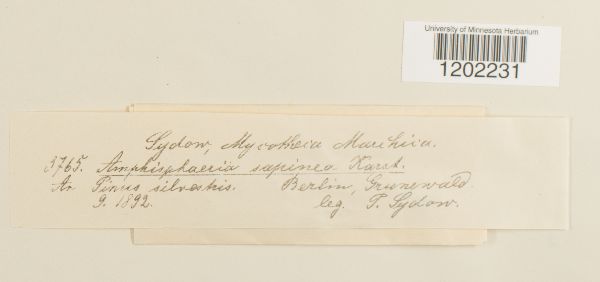 University of Minnesota Herbarium
1202231
Sydow, Mycotheca Marchica.
3765. Amphisphaeria sapinea Karst.
An Pinus silvestris. Berlin, Grunewald.
9. 1892. leg. P. Sydow.